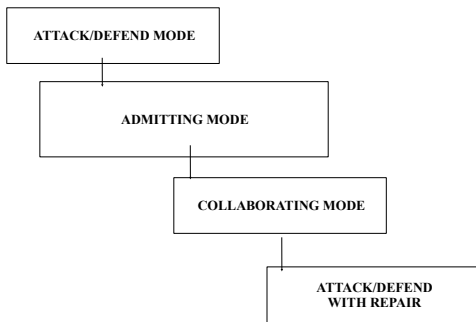 ATTACK/DEFEND MODE
ADMITTING MODE
COLLABORATING MODE
ATTACK/DEFEND
WITH REPAIR